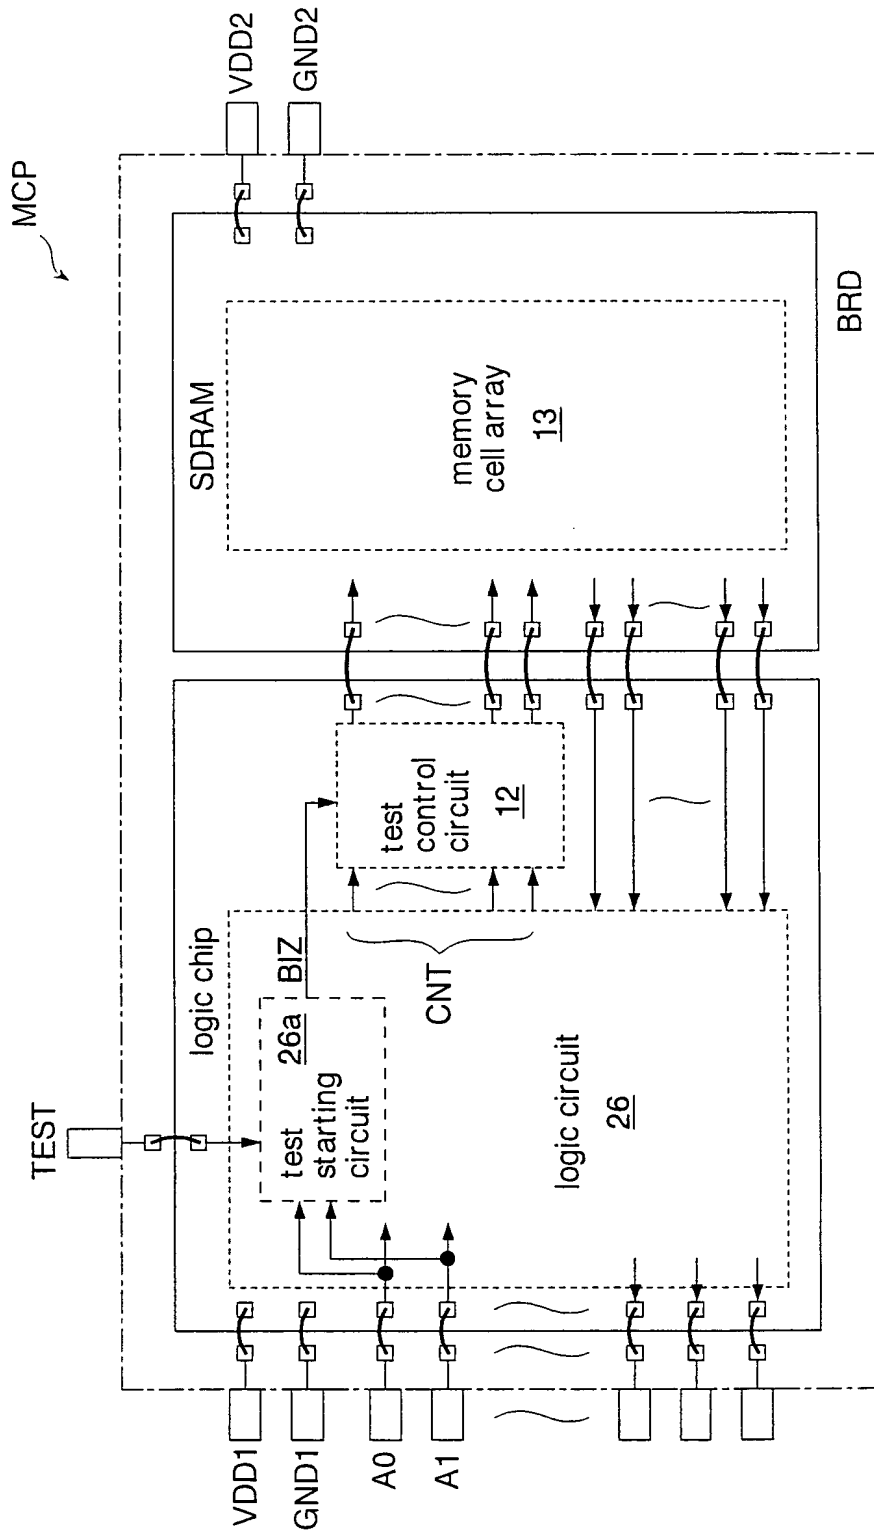 MCP
TEST
VDD1
GND1
A0
A1
logic chip
test
starting
circuit
26a
BIZ
CNT
logic circuit
26
test
control
circuit
12
SDRAM
memory
cell array
13
VDD2
GND2
BRD